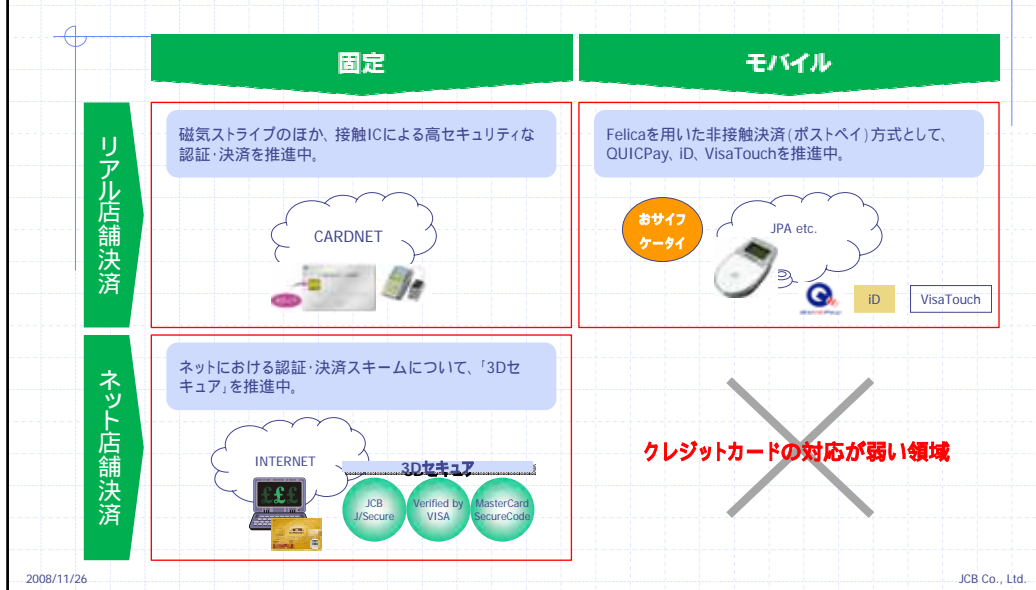 固定
モバイル
リアル店舗決済
磁気ストライプのほか、接触ICによる高セキュリティな
認証・決済を推進中。
CARDNET
Felicaを用いた非接触決済(ポストペイ)方式として、
QUICPay、iD、VisaTouchを推進中。
おサイフ
ケータイ
JPA etc.
iD
VisaTouch
ネット店舗決済
ネットにおける認証・決済スキームについて、「3Dセ
キュア」を推進中。
INTERNET
3Dセキュア
JCB
J/Secure
Verified by
VISA
MasterCard
SecureCode
クレジットカードの対応が弱い領域
2008/11/26
JCB Co., Ltd.